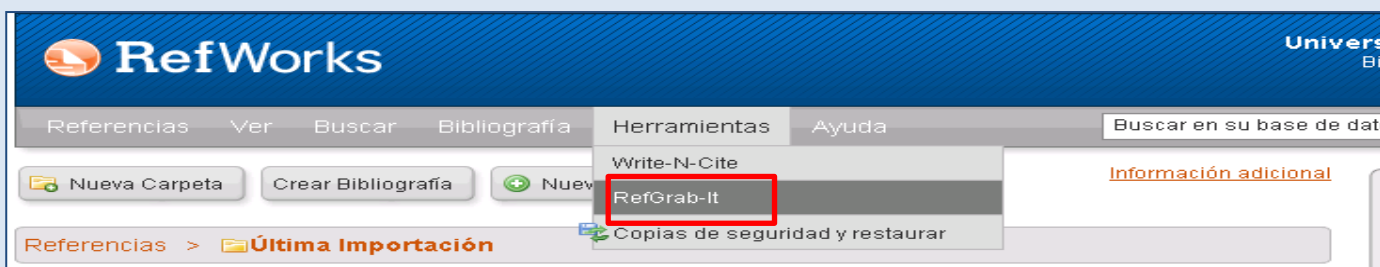 RefWorks
Univers
Bi
Referencias Ver Buscar Bibliografía Herramientas Ayuda Buscar en su base de dat
Write-N-Cite
Nueva Carpeta Crear Bibliografía Nuev Información adicional
RefGrab-It
Copias de seguridad y restaurar
Referencias > Última Importación